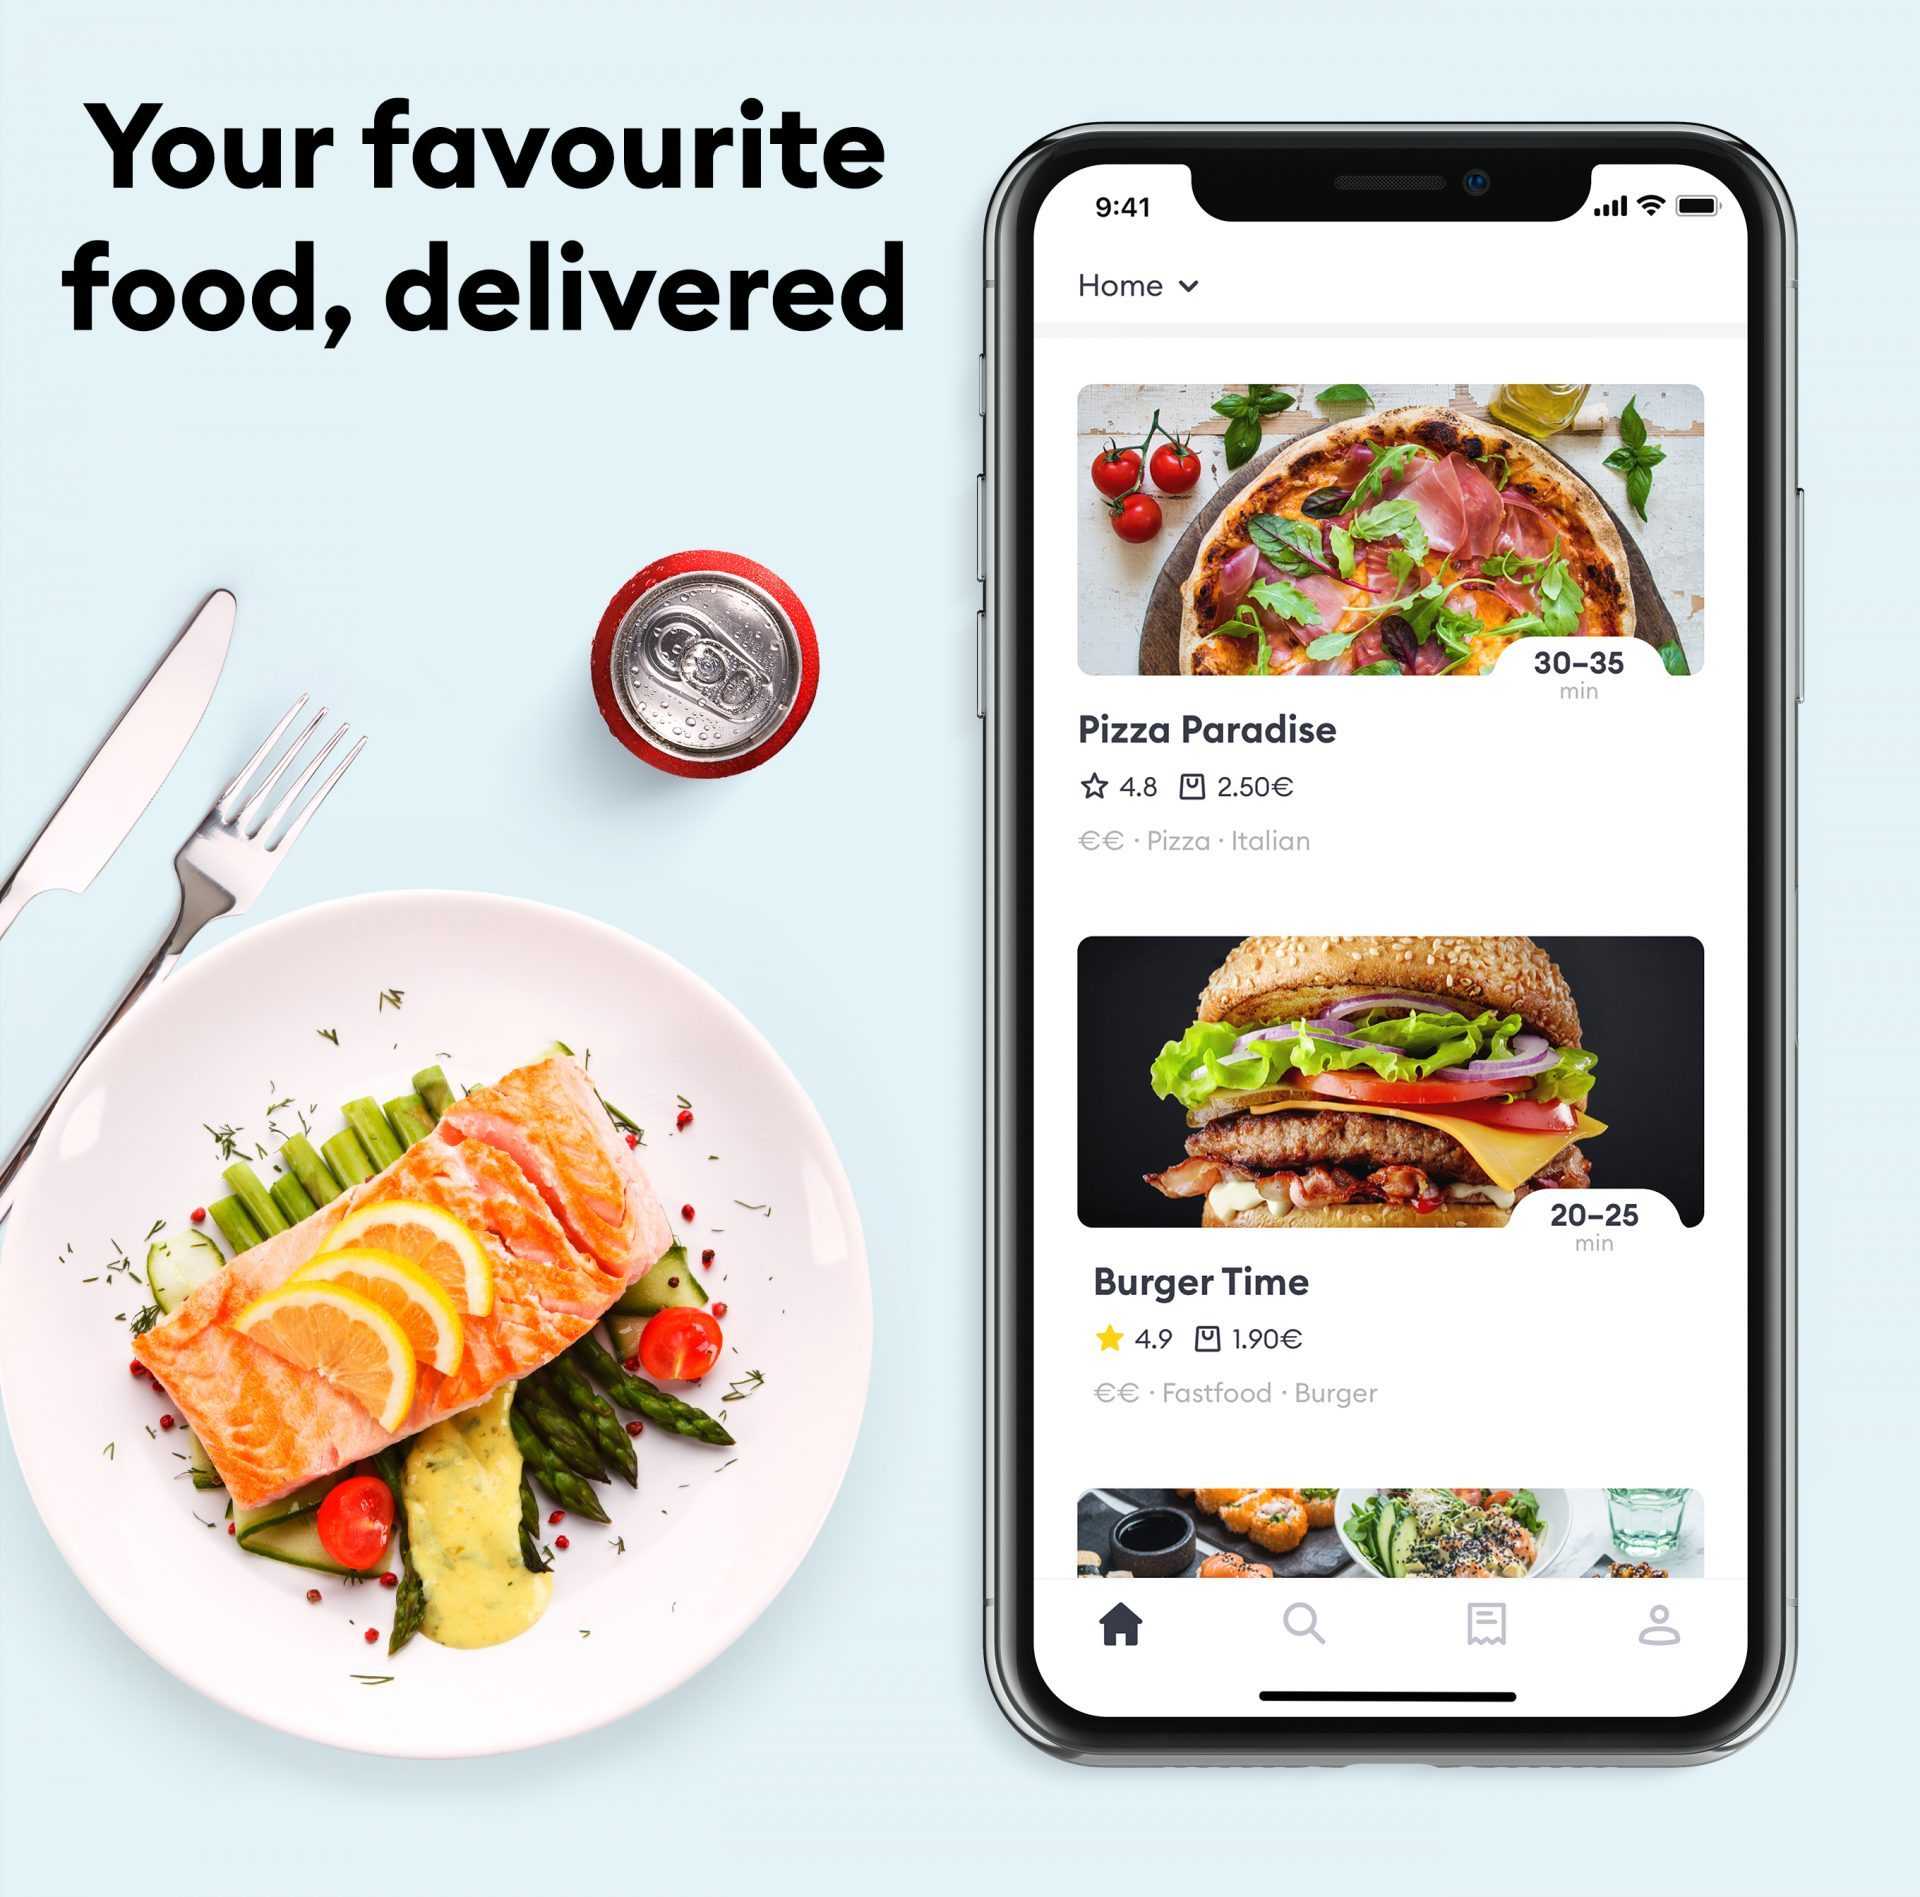 Your favourite
food, delivered
9:41
Home
30–35
min
Pizza Paradise
4.8 2.50€
€€ · Pizza · Italian
20–25
min
Burger Time
4.9 1.90€
€€ · Fastfood · Burger